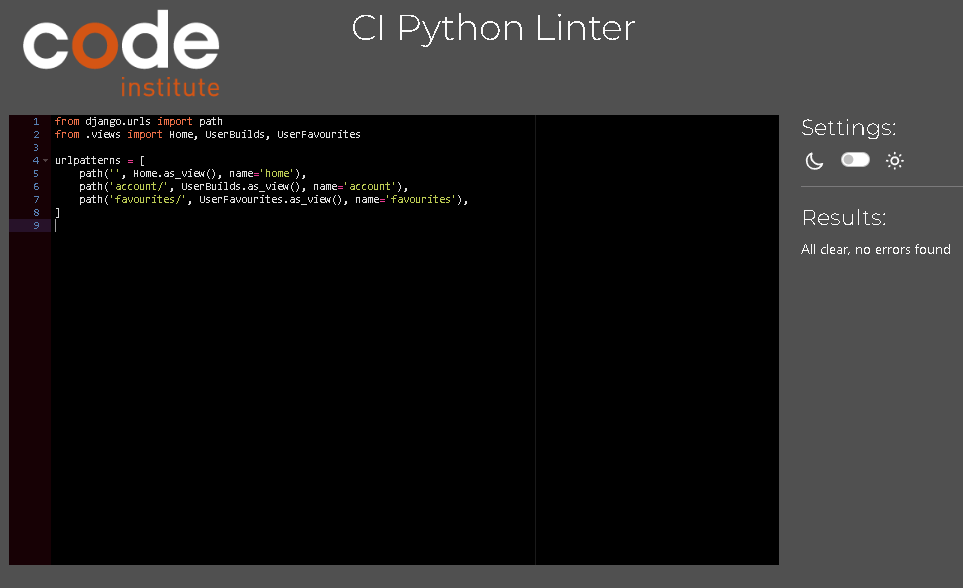 code
institute
CI Python Linter
1 from django.urls import path
2 from .views import Home, UserBuilds, UserFavourites
3
4 urlpatterns = [
5     path('', Home.as_view(), name='home'),
6     path('account/', UserBuilds.as_view(), name='account'),
7     path('favourites/', UserFavourites.as_view(), name='favourites'),
8 ]
9
Settings:
Results:
All clear, no errors found